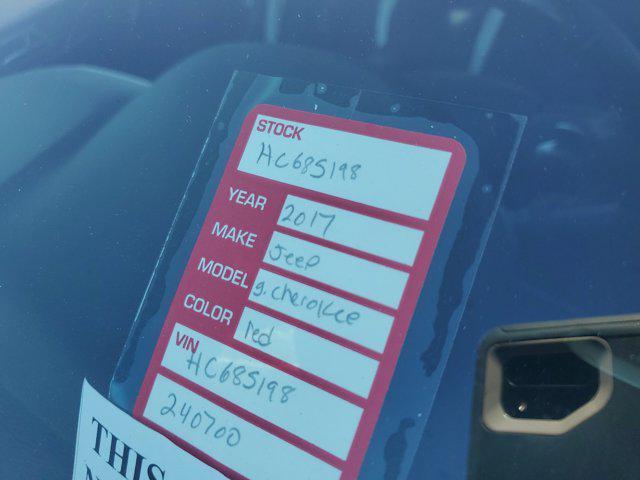 STOCK
HC685198
YEAR 2017
MAKE Jeep
MODEL g. cherokee
COLOR red
VIN
HC685198
240700
THIS